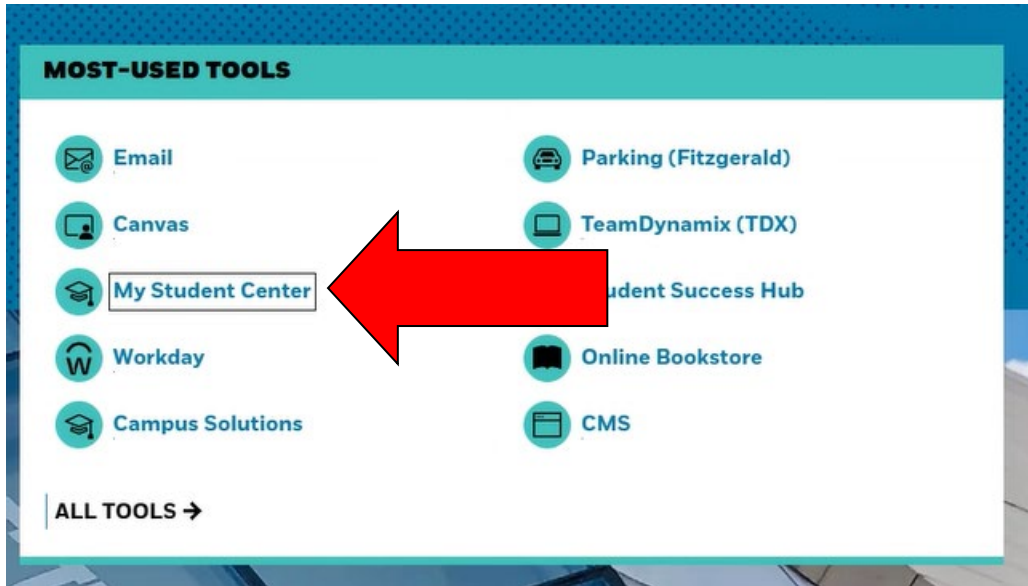 MOST-USED TOOLS
Email
Canvas
My Student Center
Workday
Campus Solutions
Parking (Fitzgerald)
TeamDynamix (TDX)
udent Success Hub
Online Bookstore
CMS
ALL TOOLS →